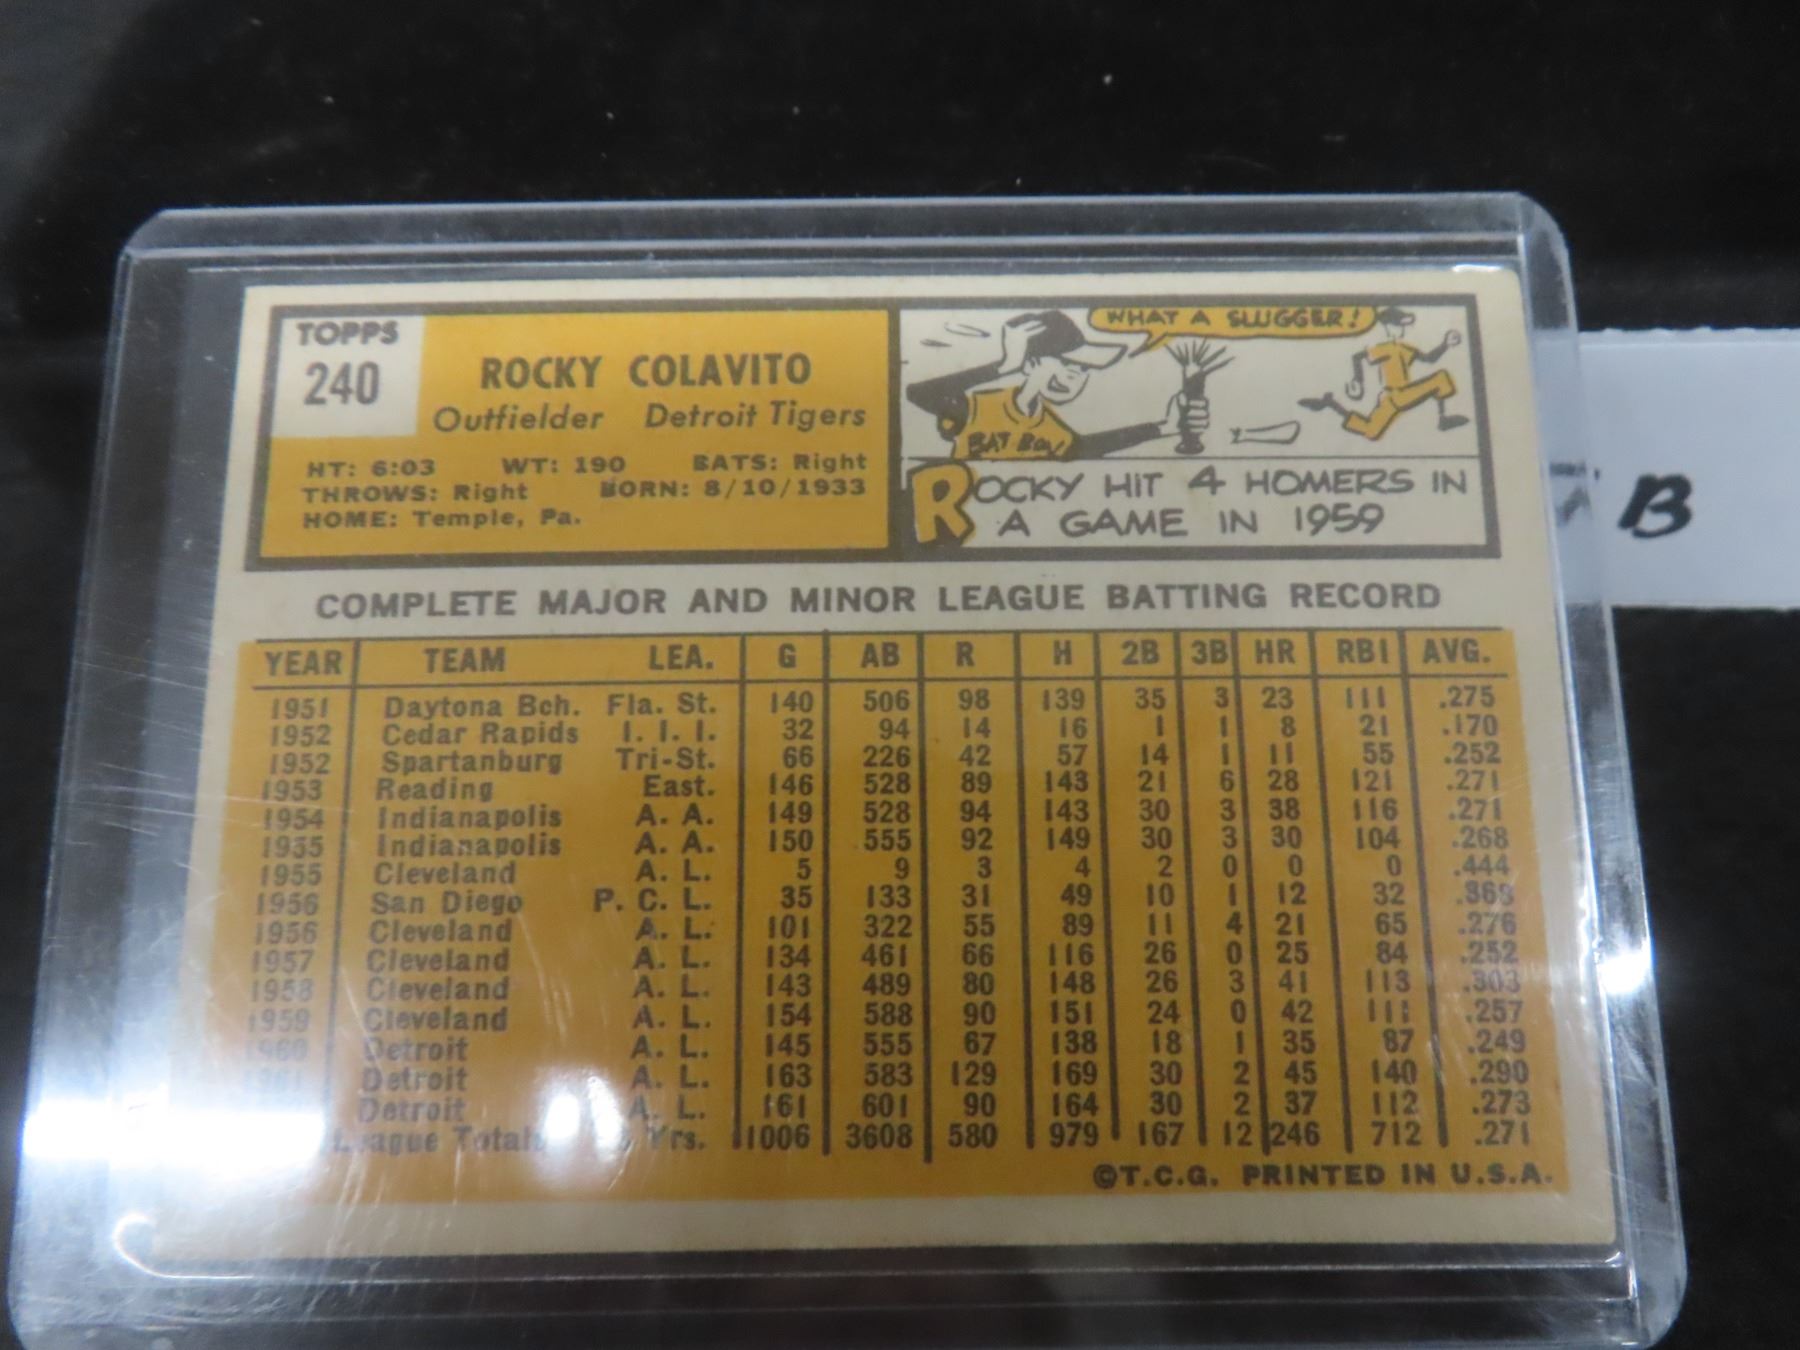 TOPPS
240
ROCKY COLAVITO
Outfielder Detroit Tigers
HT: 6:03 WT: 190 BATS: Right
THROWS: Right BORN: 8/10/1933
HOME: Temple, Pa.
WHAT A SLUGGER!
BAT BOY
ROCKY HIT 4 HOMERS IN
A GAME IN 1959
B
COMPLETE MAJOR AND MINOR LEAGUE BATTING RECORD
YEAR TEAM LEA. G AB R H 2B 3B HR RBI AVG.
1951 Daytona Bch. Fla. St. 140 506 98 139 35 3 23 111 .275
1952 Cedar Rapids I. I. I. 32 94 14 16 1 1 8 21 .170
1952 Spartanburg Tri-St. 66 226 42 57 14 1 11 55 .252
1953 Reading East. 146 528 89 143 21 6 28 121 .271
1954 Indianapolis A. A. 149 528 94 143 30 3 38 116 .271
1955 Indianapolis A. A. 150 555 92 149 30 3 30 104 .268
1955 Cleveland A. L. 5 9 3 4 2 0 0 0 .444
1956 San Diego P. C. L. 35 133 31 49 10 1 12 32 .368
1956 Cleveland A. L. 101 322 55 89 11 4 21 65 .276
1957 Cleveland A. L. 134 461 66 116 26 0 25 84 .252
1958 Cleveland A. L. 143 489 80 148 26 3 41 113 .303
1959 Cleveland A. L. 154 588 90 151 24 0 42 111 .257
1960 Detroit A. L. 145 555 67 138 18 1 35 87 .249
1961 Detroit A. L. 163 583 129 169 30 2 45 140 .290
Detroit A. L. 161 601 90 164 30 2 37 112 .273
League Totals Yrs. 1006 3608 580 979 167 12 246 712 .271
©T.C.G. PRINTED IN U.S.A.